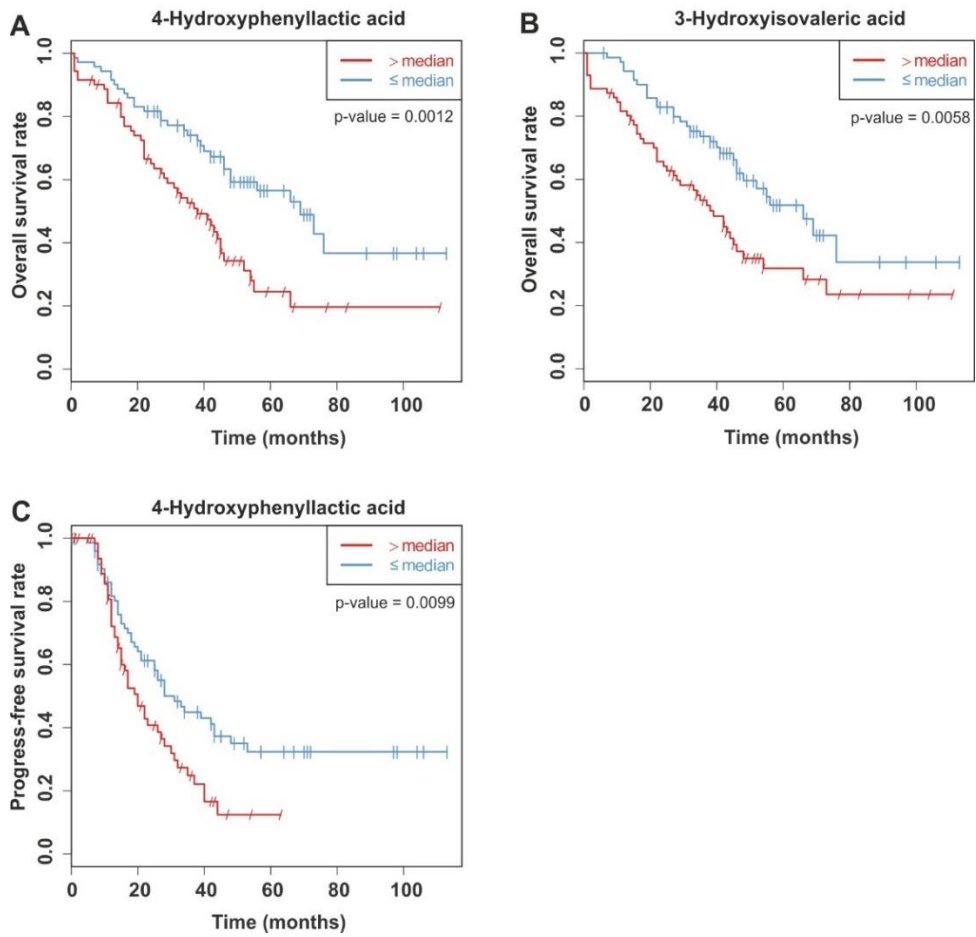 A
4-Hydroxyphenyllactic acid
> median
≤ median
p-value = 0.0012
Overall survival rate
1.0
0.8
0.6
0.4
0.2
0.0
0 20 40 60 80 100
Time (months)
B
3-Hydroxyisovaleric acid
> median
≤ median
p-value = 0.0058
Overall survival rate
1.0
0.8
0.6
0.4
0.2
0.0
0 20 40 60 80 100
Time (months)
C
4-Hydroxyphenyllactic acid
> median
≤ median
p-value = 0.0099
Progress-free survival rate
1.0
0.8
0.6
0.4
0.2
0.0
0 20 40 60 80 100
Time (months)